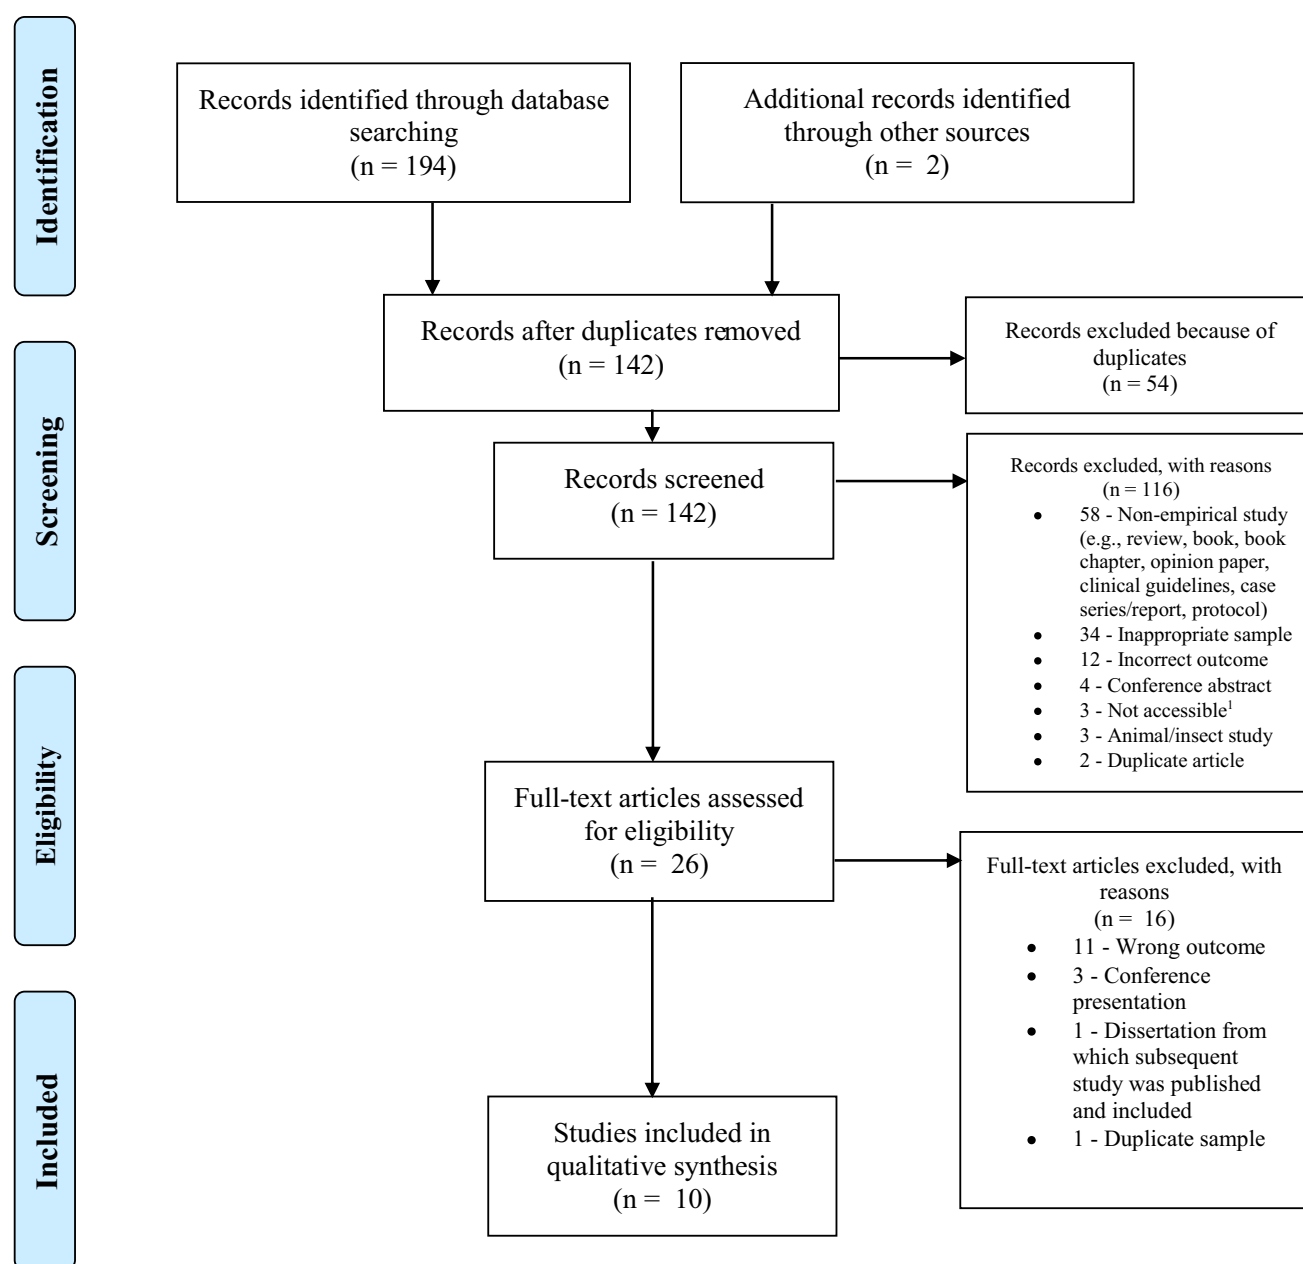 Identification
Records identified through database
searching
(n = 194)
Additional records identified
through other sources
(n = 2)
Records after duplicates removed
(n = 142)
Records excluded because of
duplicates
(n = 54)
Screening
Records screened
(n = 142)
Records excluded, with reasons
(n = 116)
• 58 - Non-empirical study
(e.g., review, book, book
chapter, opinion paper,
clinical guidelines, case
series/report, protocol)
• 34 - Inappropriate sample
• 12 - Incorrect outcome
• 4 - Conference abstract
• 3 - Not accessible¹
• 3 - Animal/insect study
• 2 - Duplicate article
Eligibility
Full-text articles assessed
for eligibility
(n = 26)
Full-text articles excluded, with
reasons
(n = 16)
• 11 - Wrong outcome
• 3 - Conference
presentation
• 1 - Dissertation from
which subsequent
study was published
and included
• 1 - Duplicate sample
Included
Studies included in
qualitative synthesis
(n = 10)